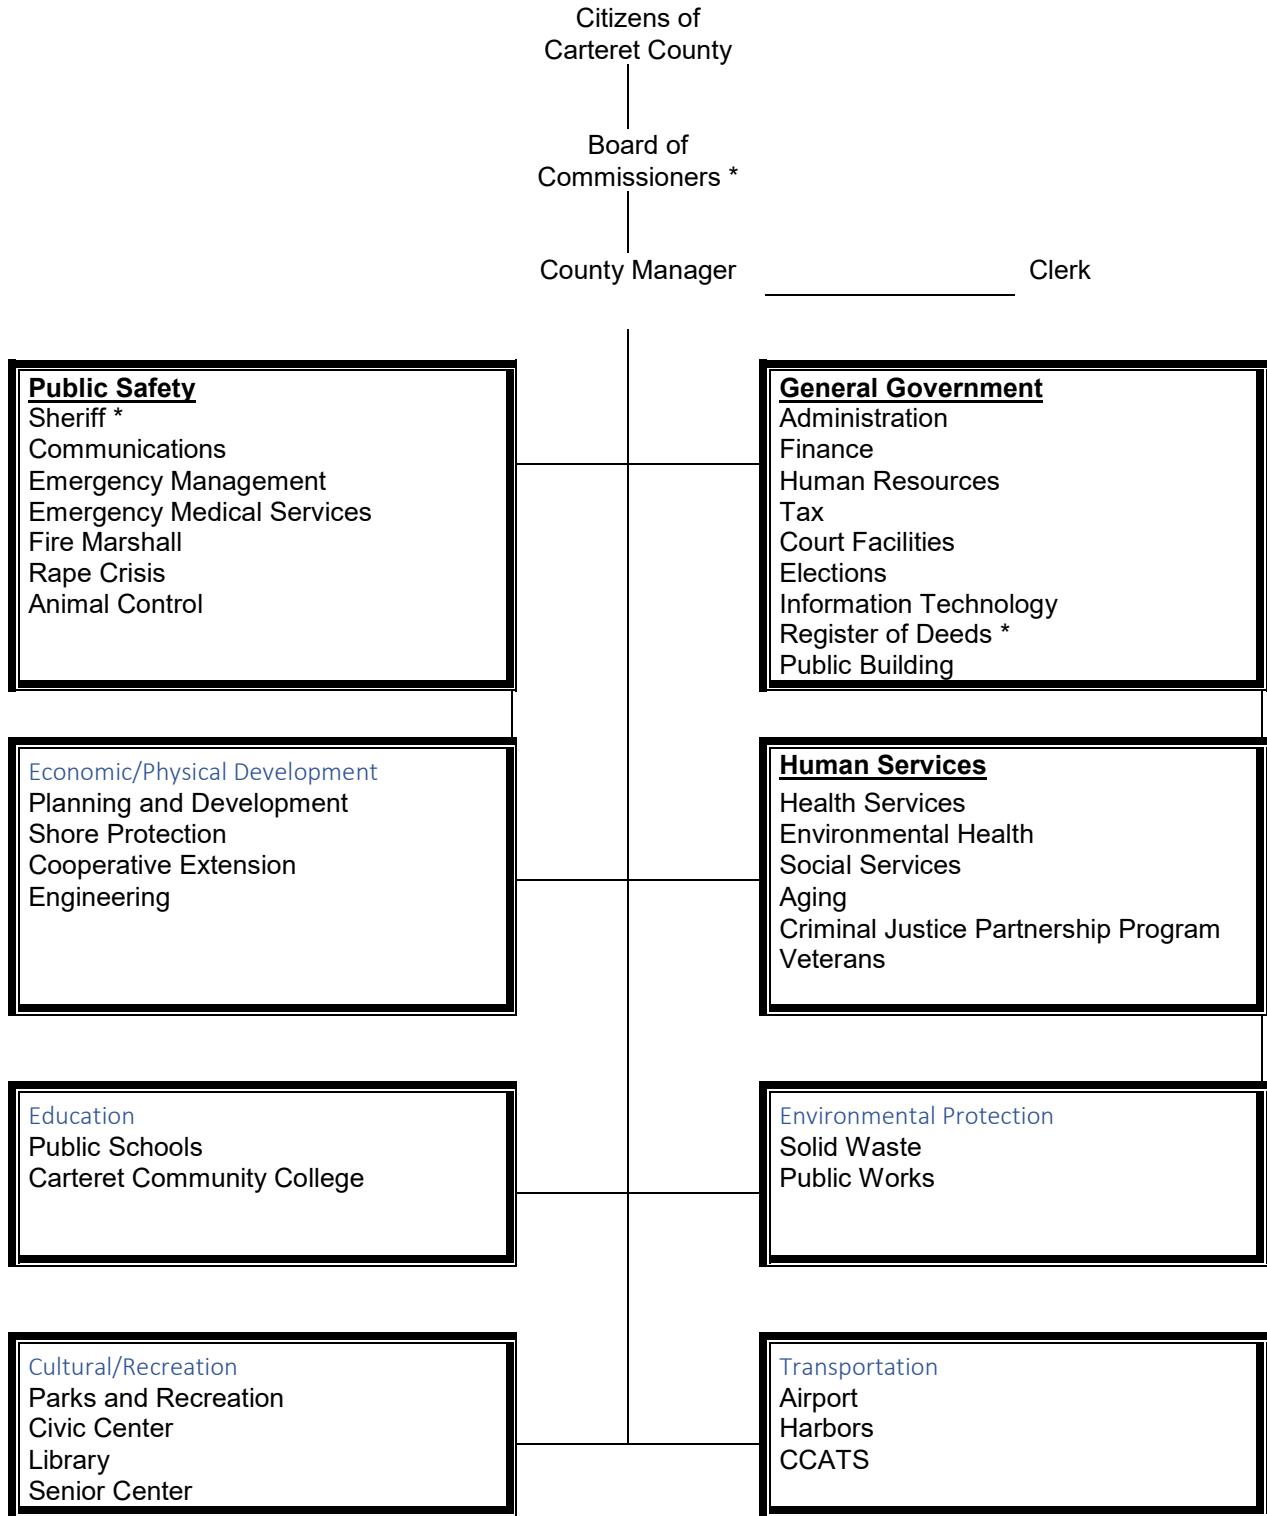 Citizens of
Carteret County
Board of
Commissioners *
County Manager
Clerk
Public Safety
Sheriff *
Communications
Emergency Management
Emergency Medical Services
Fire Marshall
Rape Crisis
Animal Control
General Government
Administration
Finance
Human Resources
Tax
Court Facilities
Elections
Information Technology
Register of Deeds *
Public Building
Economic/Physical Development
Planning and Development
Shore Protection
Cooperative Extension
Engineering
Human Services
Health Services
Environmental Health
Social Services
Aging
Criminal Justice Partnership Program
Veterans
Education
Public Schools
Carteret Community College
Environmental Protection
Solid Waste
Public Works
Cultural/Recreation
Parks and Recreation
Civic Center
Library
Senior Center
Transportation
Airport
Harbors
CCATS